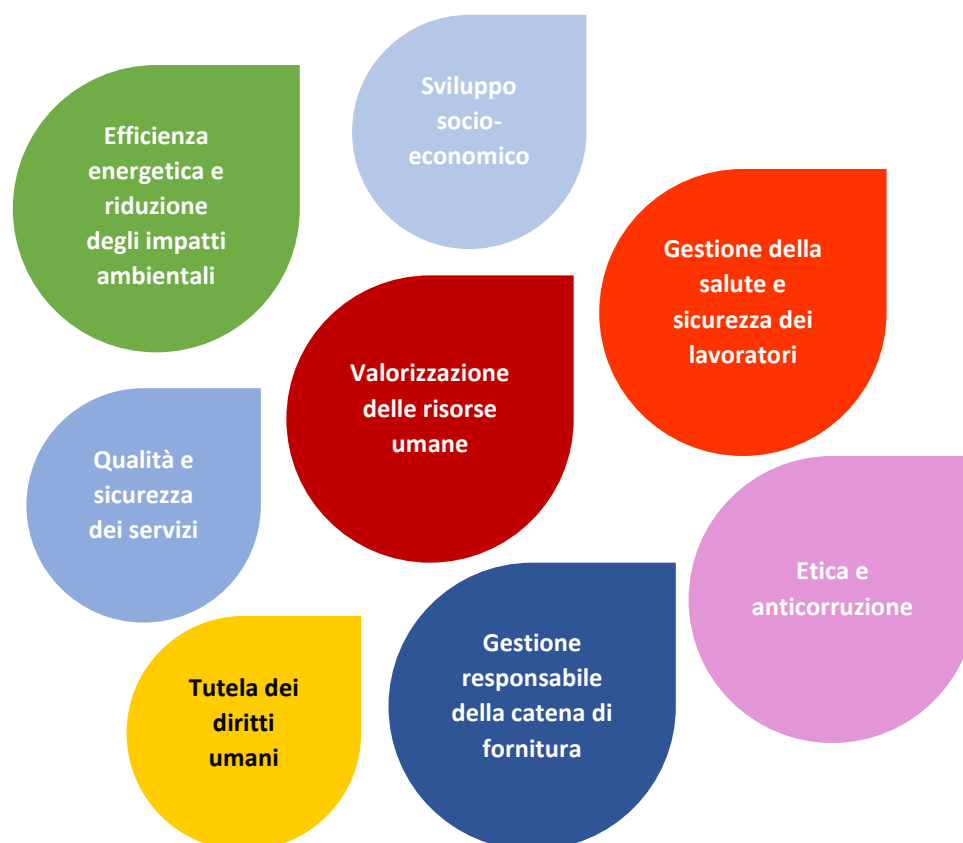 Sviluppo
socio-
economico
Efficienza
energetica e
riduzione
degli impatti
ambientali
Gestione della
salute e
sicurezza dei
lavoratori
Valorizzazione
delle risorse
umane
Qualità e
sicurezza
dei servizi
Etica e
anticorruzione
Gestione
responsabile
della catena di
fornitura
Tutela dei
diritti
umani